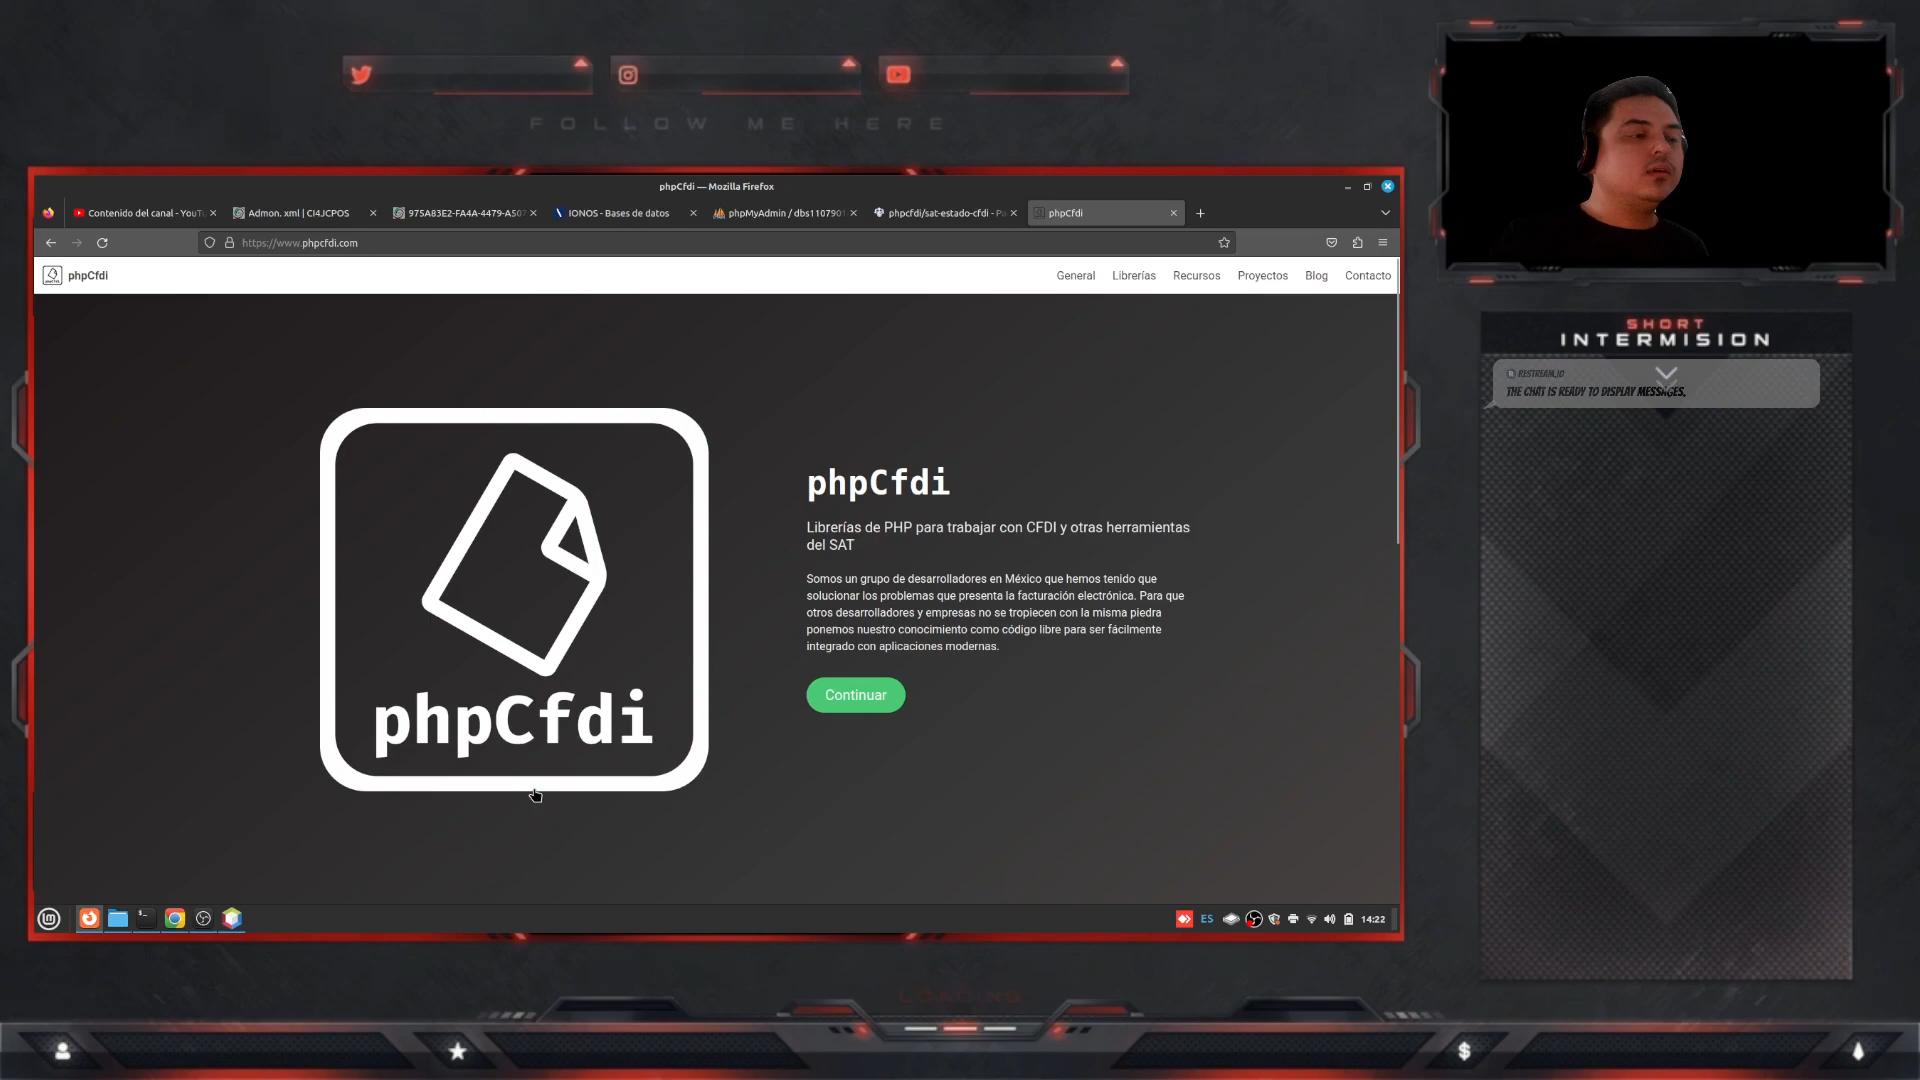 FOLLOW ME HERE
phpCfdi — Mozilla Firefox
Contenido del canal - YouTu
Admon. xml | CI4JCPOS
975A83E2-FA4A-4479-A507
IONOS - Bases de datos
phpMyAdmin / dbs1107901
phpcfdi/sat-estado-cfdi - Pa
phpCfdi
https://www.phpcfdi.com
phpCfdi
General
Librerías
Recursos
Proyectos
Blog
Contacto
phpCfdi
phpCfdi
Librerías de PHP para trabajar con CFDI y otras herramientas
del SAT
Somos un grupo de desarrolladores en México que hemos tenido que
solucionar los problemas que presenta la facturación electrónica. Para que
otros desarrolladores y empresas no se tropiecen con la misma piedra
ponemos nuestro conocimiento como código libre para ser fácilmente
integrado con aplicaciones modernas.
Continuar
ES
14:22
SHORT
INTERMISION
RESTREAM.IO
THE CHAT IS READY TO DISPLAY MESSAGES.
LOADING